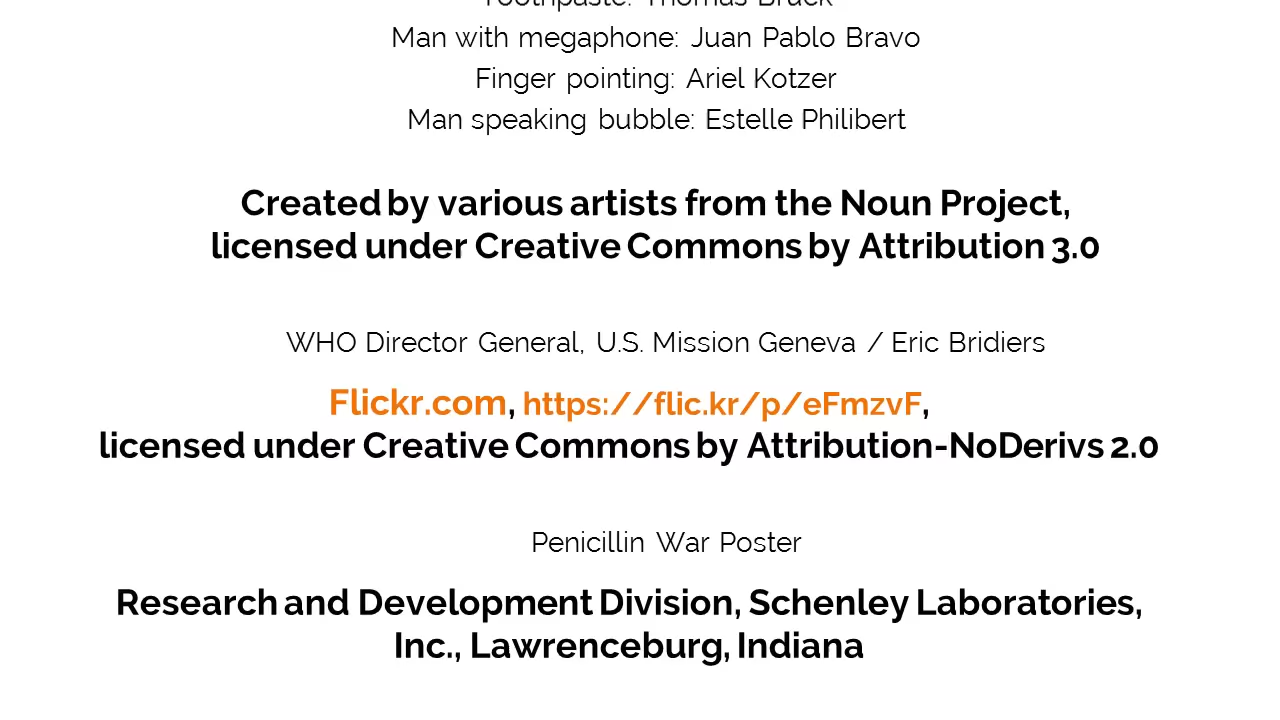 Toothpaste: Thomas Bruck
Man with megaphone: Juan Pablo Bravo
Finger pointing: Ariel Kotzer
Man speaking bubble: Estelle Philibert
Created by various artists from the Noun Project,
licensed under Creative Commons by Attribution 3.0
WHO Director General, U.S. Mission Geneva / Eric Bridiers
Flickr.com, https://flic.kr/p/eFmzvF,
licensed under Creative Commons by Attribution-NoDerivs 2.0
Penicillin War Poster
Research and Development Division, Schenley Laboratories,
Inc., Lawrenceburg, Indiana